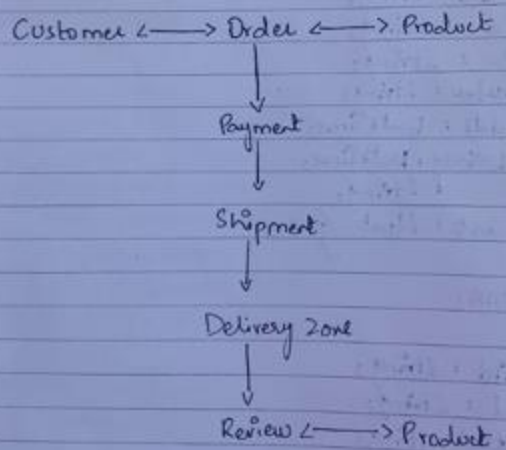 Customer <--> Order <--> Product
Payment
Shipment
Delivery Zone
Review <--> Product.